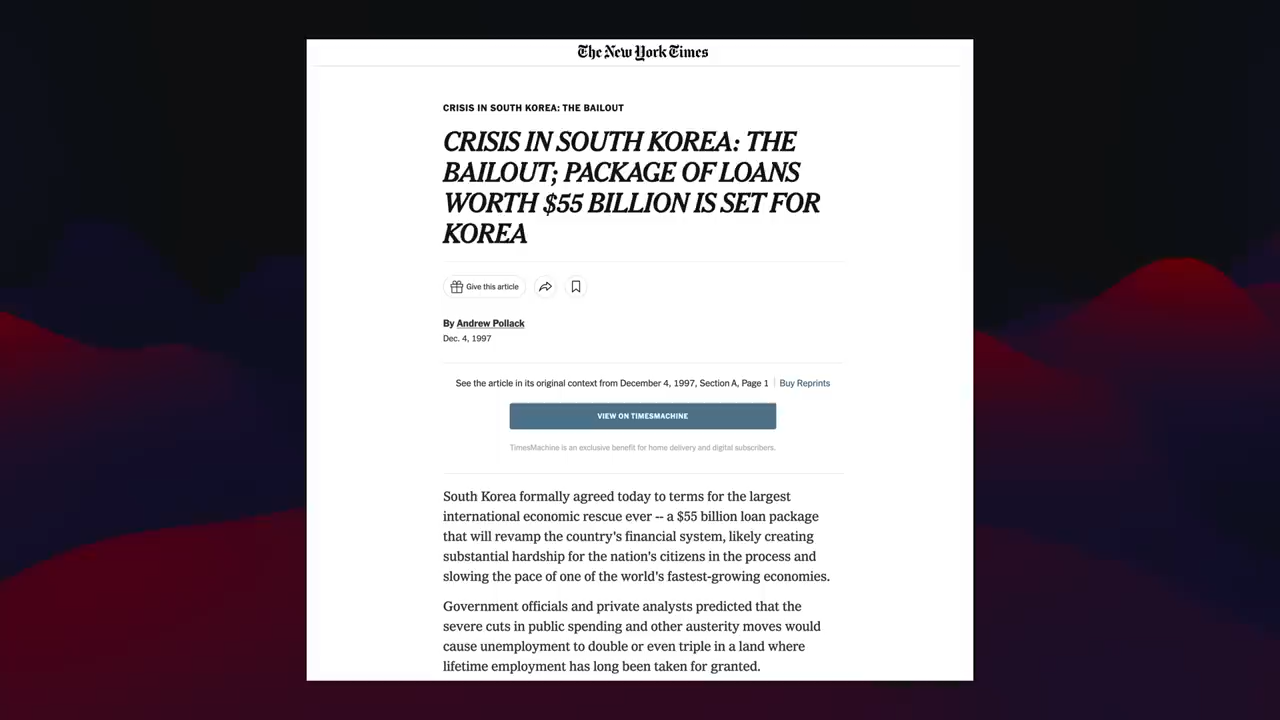 The New York Times
CRISIS IN SOUTH KOREA: THE BAILOUT
CRISIS IN SOUTH KOREA: THE
BAILOUT; PACKAGE OF LOANS
WORTH $55 BILLION IS SET FOR
KOREA
Give this article
By Andrew Pollack
Dec. 4, 1997
See the article in its original context from December 4, 1997, Section A, Page 1 | Buy Reprints
VIEW ON TIMESMACHINE
TimesMachine is an exclusive benefit for home delivery and digital subscribers.
South Korea formally agreed today to terms for the largest
international economic rescue ever -- a $55 billion loan package
that will revamp the country's financial system, likely creating
substantial hardship for the nation's citizens in the process and
slowing the pace of one of the world's fastest-growing economies.
Government officials and private analysts predicted that the
severe cuts in public spending and other austerity moves would
cause unemployment to double or even triple in a land where
lifetime employment has long been taken for granted.